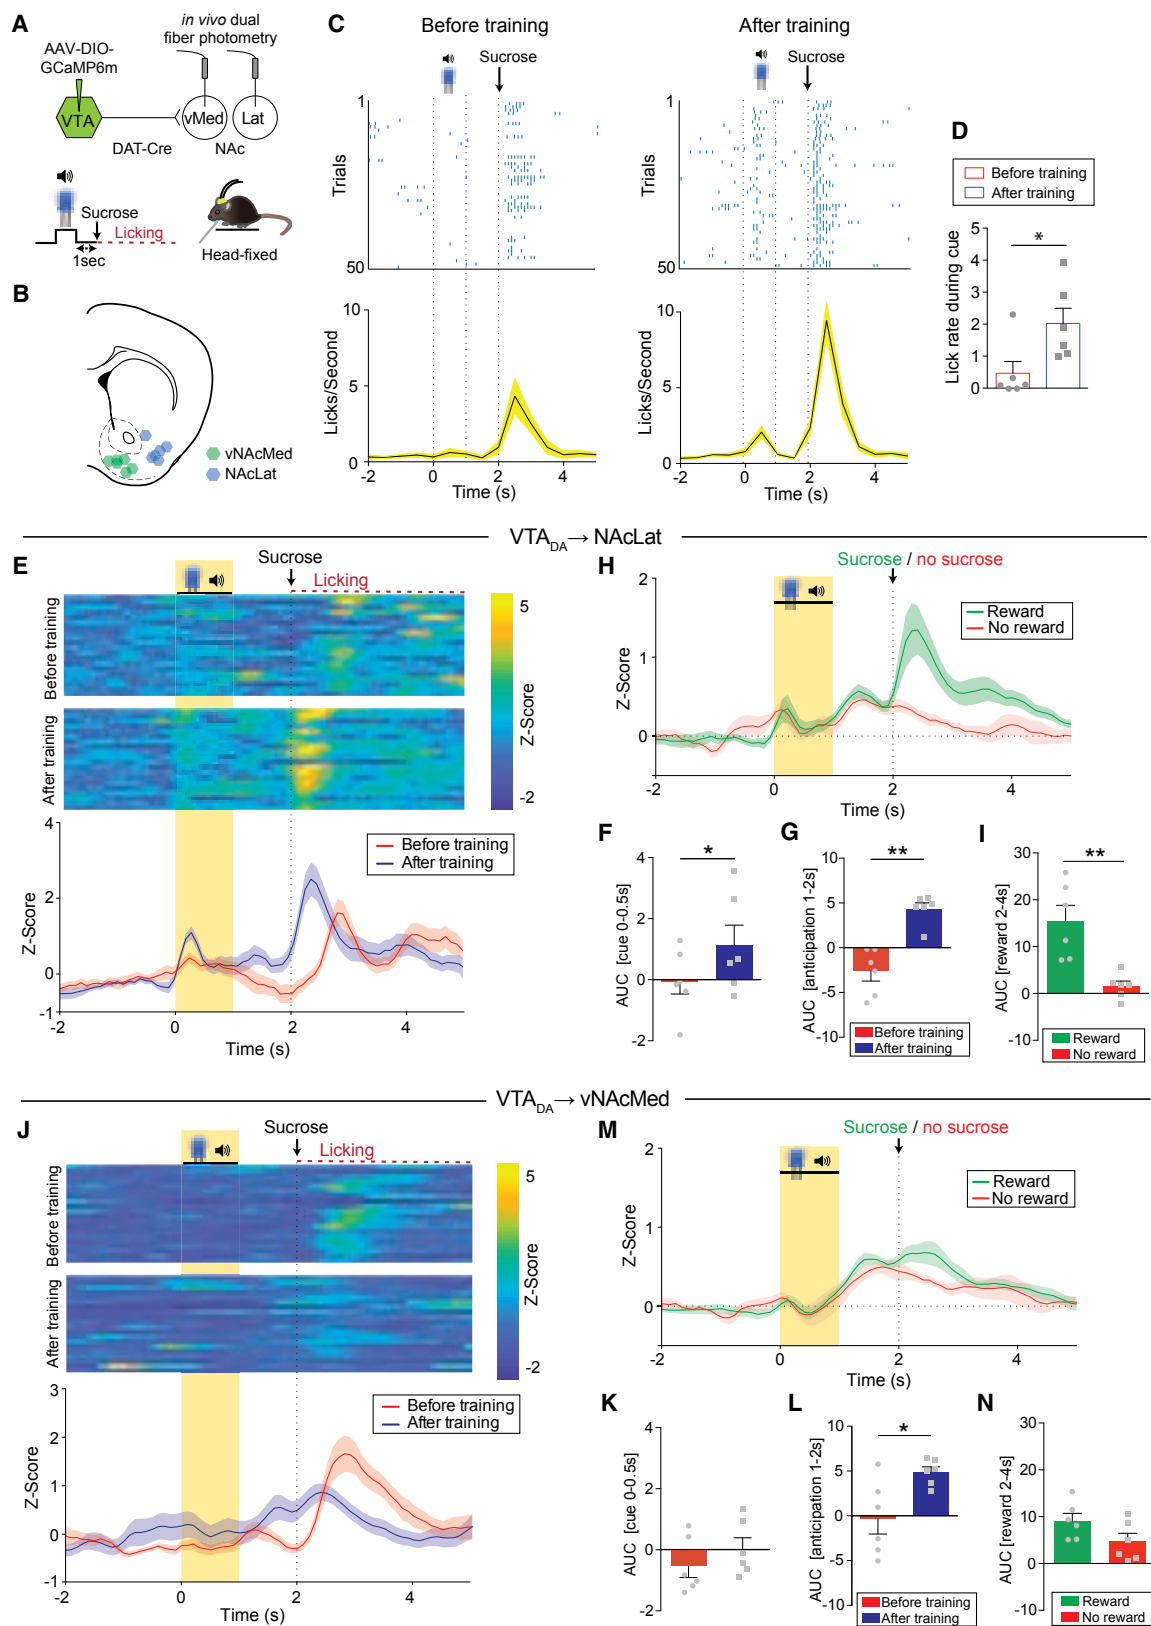 A
in vivo dual
fiber photometry
AAV-DIO-
GCaMP6m
VTA
vMed
Lat
DAT-Cre
NAc
Sucrose
Licking
1sec
Head-fixed
B
vNAcMed
NAcLat
C
Before training
After training
Sucrose
Sucrose
1
Trials
50
1
Trials
50
10
Licks/Second
5
0
-2 0 2 4
Time (s)
10
Licks/Second
5
0
-2 0 2 4
Time (s)
D
Before training
After training
Lick rate during cue
*
5
4
3
2
1
0
VTADA → NAcLat
E
Sucrose
Licking
Before training
After training
5
Z-Score
-2
Before training
After training
4
2
0
-1
Z-Score
-2 0 2 4
Time (s)
H
Sucrose / no sucrose
Reward
No reward
2
1
0
Z-Score
-2 0 2 4
Time (s)
F
AUC [cue 0-0.5s]
*
4
2
0
-2
G
AUC [anticipation 1-2s]
**
10
5
0
-5
-10
Before training
After training
I
AUC [reward 2-4s]
**
30
20
10
0
-10
Reward
No reward
VTADA → vNAcMed
J
Sucrose
Licking
Before training
After training
5
Z-Score
-2
Before training
After training
3
2
1
0
-1
Z-Score
-2 0 2 4
Time (s)
M
Sucrose / no sucrose
Reward
No reward
2
1
0
Z-Score
-2 0 2 4
Time (s)
K
AUC [cue 0-0.5s]
4
2
0
-2
L
AUC [anticipation 1-2s]
*
10
5
0
-5
-10
Before training
After training
N
AUC [reward 2-4s]
30
20
10
0
-10
Reward
No reward